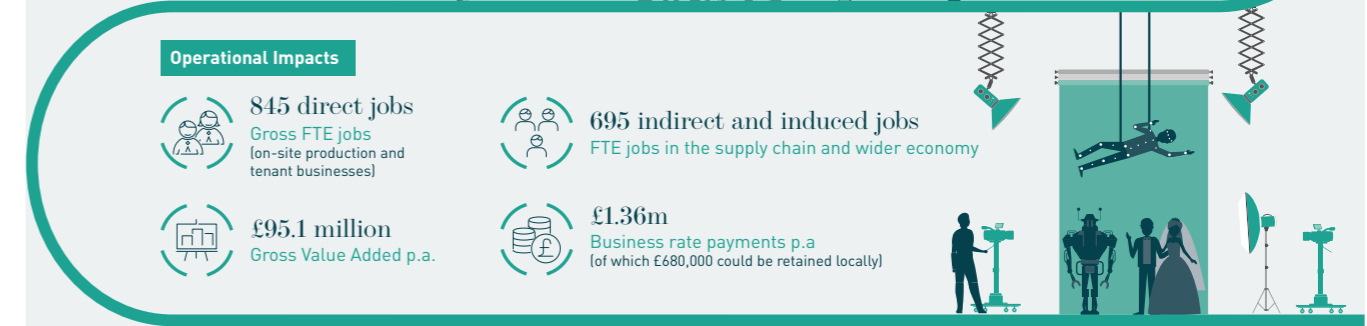 Operational Impacts
845 direct jobs
Gross FTE jobs
(on-site production and
tenant businesses)
695 indirect and induced jobs
FTE jobs in the supply chain and wider economy
£95.1 million
Gross Value Added p.a.
£1.36m
Business rate payments p.a
(of which £680,000 could be retained locally)